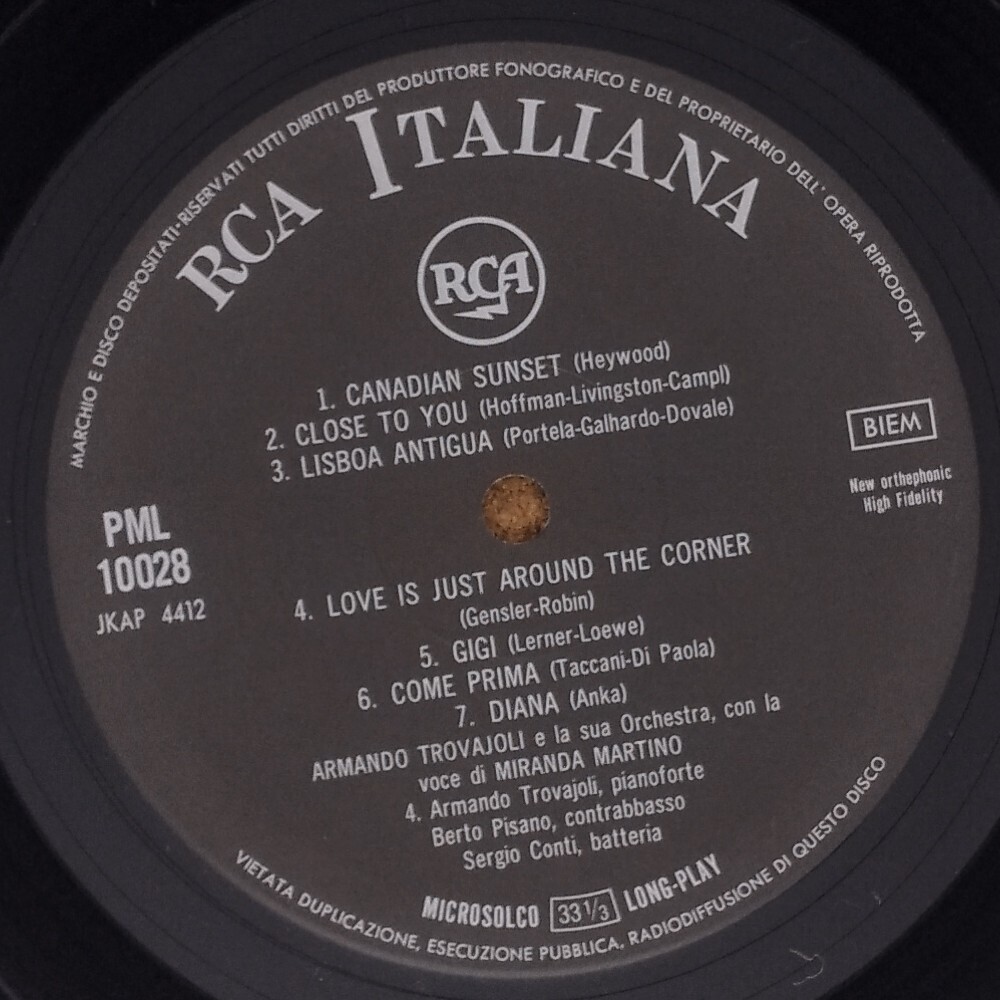 MARCHIO E DISCO DEPOSITATI·RISERVATI TUTTI DIRITTI DEL PRODUTTORE FONOGRAFICO E DEL PROPRIETARIO DELL' OPERA RIPRODOTTA
RCA ITALIANA
RCA
1. CANADIAN SUNSET (Heywood)
2. CLOSE TO YOU (Hoffman-Livingston-Campl)
3. LISBOA ANTIGUA (Portela-Galhardo-Dovale)
BIEM
New orthephonic
High Fidelity
PML
10028
JKAP 4412
4. LOVE IS JUST AROUND THE CORNER
(Gensler-Robin)
5. GIGI (Lerner-Loewe)
6. COME PRIMA (Taccani-Di Paola)
7. DIANA (Anka)
ARMANDO TROVAJOLI e la sua Orchestra, con la
voce di MIRANDA MARTINO
4. Armando Trovajoli, pianoforte
Berto Pisano, contrabbasso
Sergio Conti, batteria
MICROSOLCO 33 1/3 LONG-PLAY
VIETATA DUPLICAZIONE, ESECUZIONE PUBBLICA, RADIODIFFUSIONE DI QUESTO DISCO